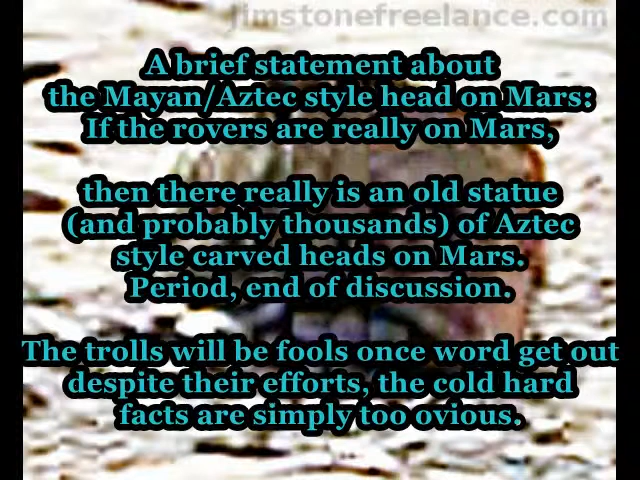 jimstonefreelance.com
A brief statement about
the Mayan/Aztec style head on Mars:
If the rovers are really on Mars,
then there really is an old statue
(and probably thousands) of Aztec
style carved heads on Mars.
Period, end of discussion.
The trolls will be fools once word get out
despite their efforts, the cold hard
facts are simply too ovious.